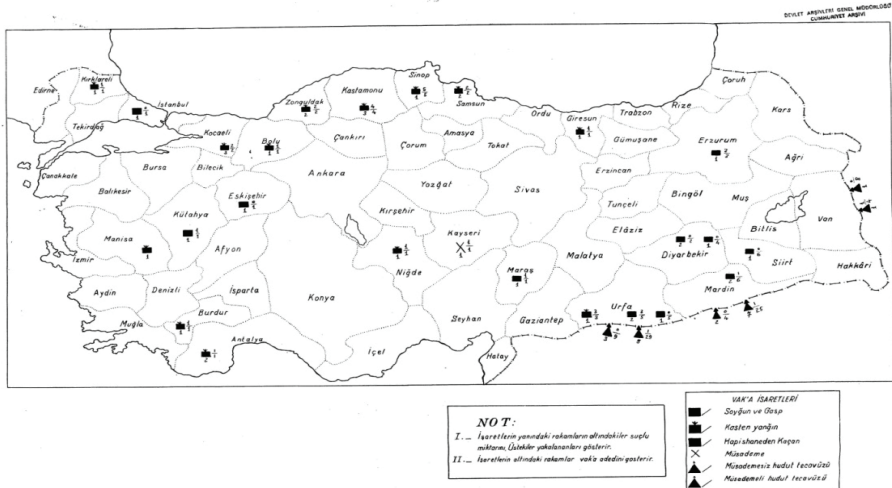 DEVLET ARŞİVLERİ GENEL MÜDÜRLÜĞÜ
CUMHURİYET ARŞİVİ
Edirne
Kırklareli
Tekirdağ
İstanbul
Kocaeli
Bolu
Zonguldak
Kastamonu
Sinop
Samsun
Ordu
Giresun
Trabzon
Rize
Çoruh
Kars
Çanakkale
Balıkesir
Bursa
Bilecik
Eskişehir
Ankara
Çankırı
Çorum
Amasya
Tokat
Gümüşane
Erzincan
Erzurum
Ağrı
Manisa
Kütahya
Afyon
Kırşehir
Yozgat
Sivas
Kayseri
Tunçeli
Elâziz
Bingöl
Muş
Bitlis
Van
İzmir
Aydın
Denizli
Isparta
Burdur
Konya
Niğde
Maraş
Malatya
Diyarbekir
Siirt
Hakkâri
Mardin
Muğla
Antalya
İçel
Seyhan
Gaziantep
Urfa
Hatay
NOT:
I._ İşaretlerin yanındaki rakamların altındakiler suçlu
miktarını, Üstekiler yakalananları gösterir.
II._ İşaretlerin altindaki rakamlar vak'a adedini gösterir.
VAK'A İŞARETLERİ
Soyğun ve Gasp
Kasten yanğın
Hapishaneden Kaçan
Müsademe
Müsademesiz hudut tecavüzü
Müsademeli hudut tecavüzü